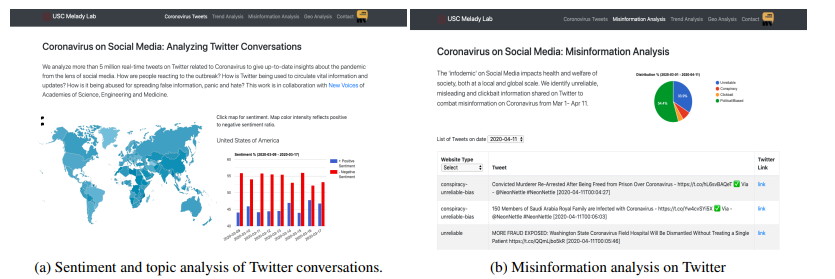 USC Melady Lab
Coronavirus Tweets Trend Analysis Misinformation Analysis Geo Analysis Contact
Coronavirus on Social Media: Analyzing Twitter Conversations
We analyze more than 5 million real-time tweets on Twitter related to Coronavirus to give up-to-date insights about the pandemic
from the lens of social media. How are people reacting to the outbreak? How is Twitter being used to circulate vital information and
updates? How is it being abused for spreading false information, panic and hate? This work is in collaboration with New Voices of
Academies of Science, Engineering and Medicine.
Click map for sentiment. Map color intensity reflects positive
to negative sentiment ratio.
United States of America
Sentiment % (2020-03-09 - 2020-03-17)
+ Positive
Sentiment
- Negative
Sentiment
(a) Sentiment and topic analysis of Twitter conversations.
USC Melady Lab
Coronavirus Tweets Misinformation Analysis Trend Analysis Geo Analysis Contact
Coronavirus on Social Media: Misinformation Analysis
The 'infodemic' on Social Media impacts health and welfare of
society, both at a local and global scale. We identify unreliable,
misleading and clickbait information shared on Twitter to
combat misinformation on Coronavirus from Mar 1- Apr 11.
Distribution % (2020-03-01 - 2020-04-11)
Unreliable
Conspiracy
Clickbait
Political/Biased
List of Tweets on date 2020-04-11
Website Type
Select
Tweet
Twitter
Link
conspiracy-
unreliable-bias
Convicted Murderer Re-Arrested After Being Freed from Prison Over Coronavirus - ✅ Via
- @NeonNettle #NeonNettle [2020-04-11T00:04:27]
link
conspiracy-
unreliable-bias
150 Members of Saudi Arabia Royal Family are Infected with Coronavirus - ✅ Via -
@NeonNettle #NeonNettle [2020-04-11T00:05:03]
link
unreliable
MORE FRAUD EXPOSED: Washington State Coronavirus Field Hospital Will Be Dismantled Without Treating a Single
Patient [2020-04-11T00:05:46]
link
(b) Misinformation analysis on Twitter